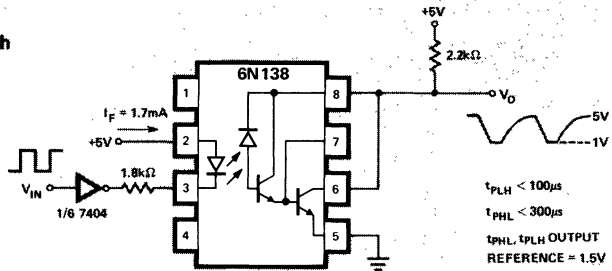 h
+5V
2.2kΩ
6N138
1
8
V_O
I_F = 1.7mA
+5V
2
7
5V
1V
V_IN
1.8kΩ
3
6
1/6 7404
4
5
t_PLH < 100μs
t_PHL < 300μs
t_PHL, t_PLH OUTPUT
REFERENCE = 1.5V